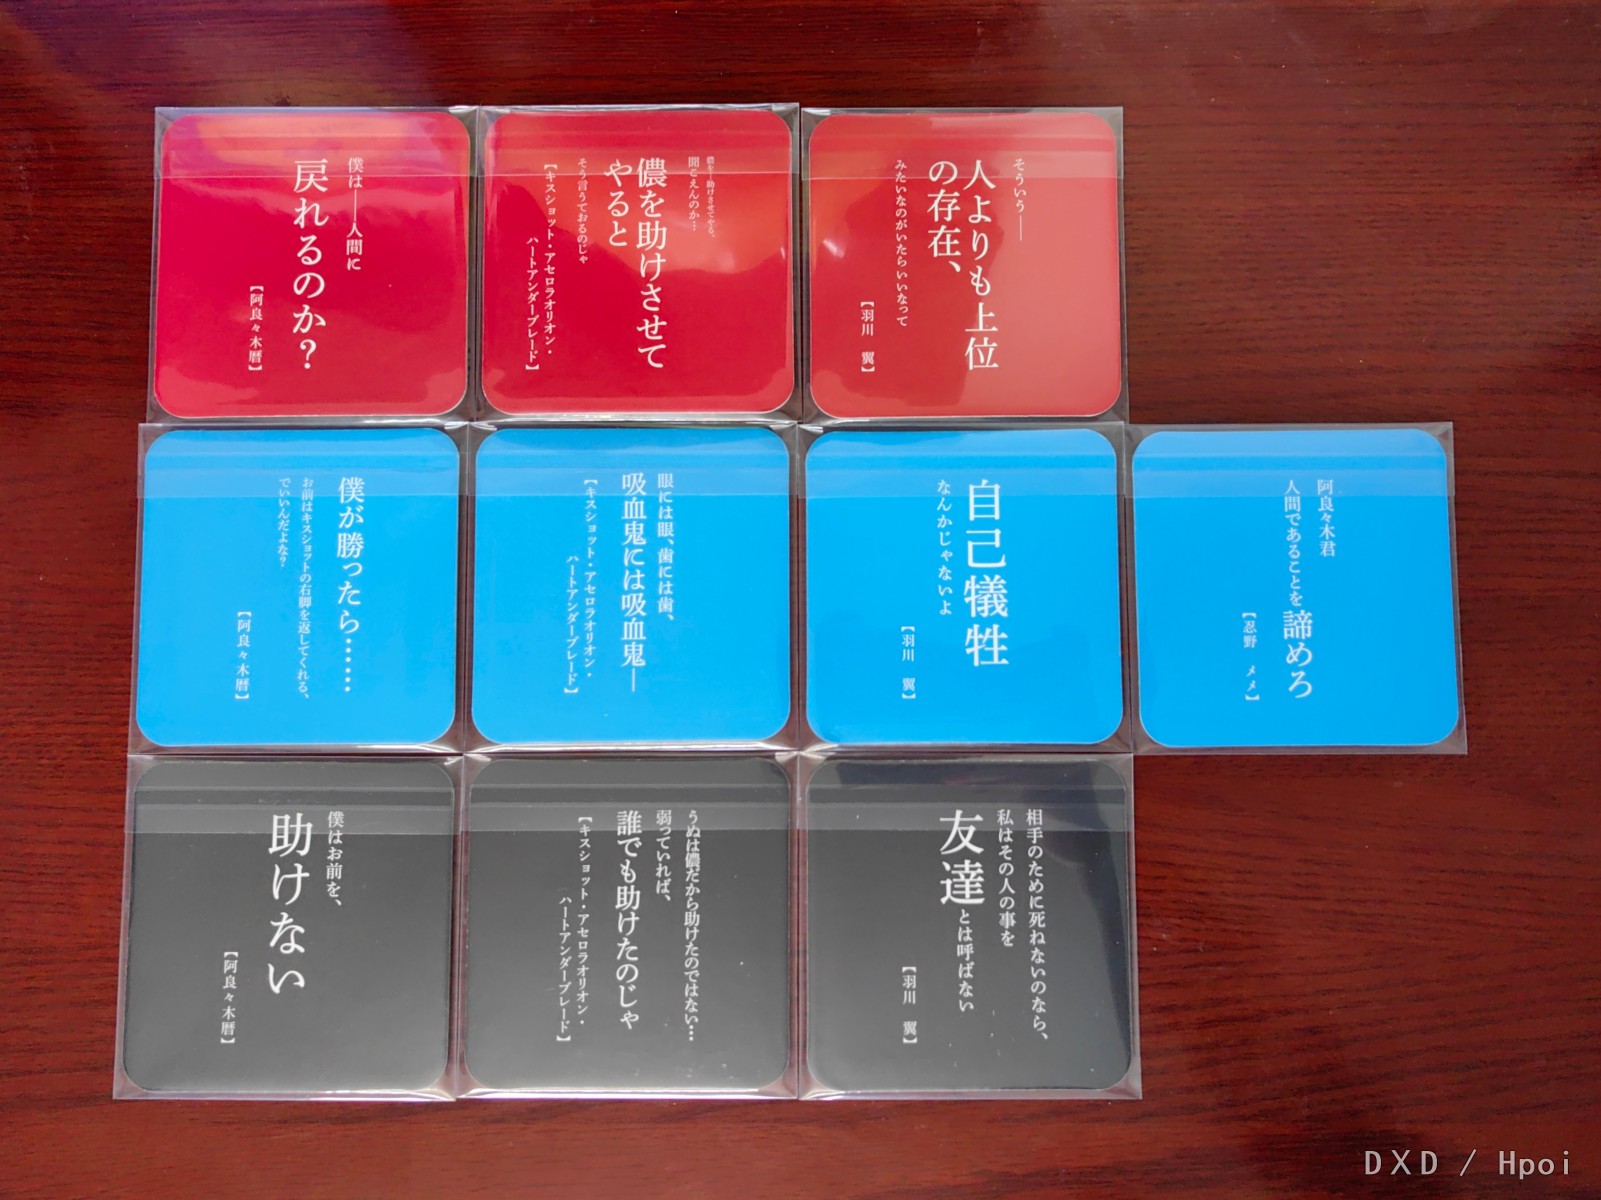 僕は――人間に
戻れるのか？
【阿良々木暦】
儂を助けさせてやる、
聞こえんのか…
儂を助けさせて
やると
そう言うておるのじゃ
【キスショット・アセロラオリオン・
ハートアンダーブレード】
そういう――
人よりも上位
の存在、
みたいなのがいたらいいなって
【羽川　翼】
僕が勝ったら……
お前はキスショットの右脚を返してくれる、
でいいんだよな？
【阿良々木暦】
眼には眼、歯には歯、
吸血鬼には吸血鬼―
【キスショット・アセロラオリオン・
ハートアンダーブレード】
自己犠牲
なんかじゃないよ
【羽川　翼】
阿良々木君
人間であることを諦めろ
【忍野　メメ】
僕はお前を、
助けない
【阿良々木暦】
うぬは儂だから助けたのではない…
弱っていれば、
誰でも助けたのじゃ
【キスショット・アセロラオリオン・
ハートアンダーブレード】
相手のために死ねないのなら、
私はその人の事を
友達とは呼ばない
【羽川　翼】
DXD / Hpoi